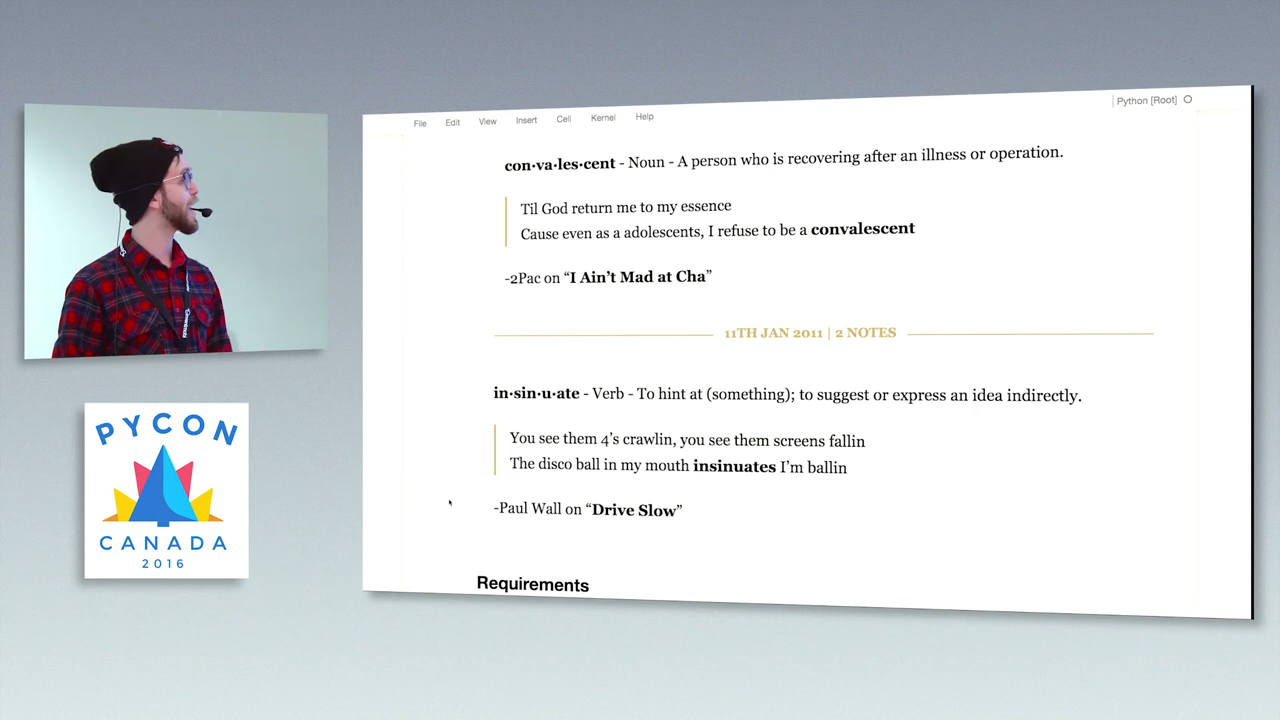 File Edit View Insert Cell Kernel Help Python [Root]
con·va·les·cent - Noun - A person who is recovering after an illness or operation.
Til God return me to my essence
Cause even as a adolescents, I refuse to be a convalescent
-2Pac on “I Ain’t Mad at Cha”
11TH JAN 2011 | 2 NOTES
in·sin·u·ate - Verb - To hint at (something); to suggest or express an idea indirectly.
You see them 4’s crawlin, you see them screens fallin
The disco ball in my mouth insinuates I’m ballin
-Paul Wall on “Drive Slow”
Requirements
PYCON
CANADA
2016